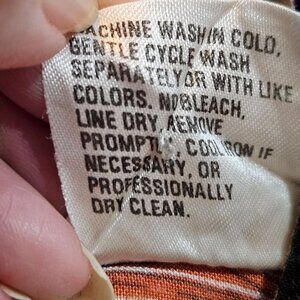 MACHINE WASH IN COLD,
GENTLE CYCLE WASH
SEPARATELY OR WITH LIKE
COLORS. NO BLEACH,
LINE DRY, REMOVE
PROMPTLY, COOL IRON IF
NECESSARY, OR
PROFESSIONALLY
DRY CLEAN.